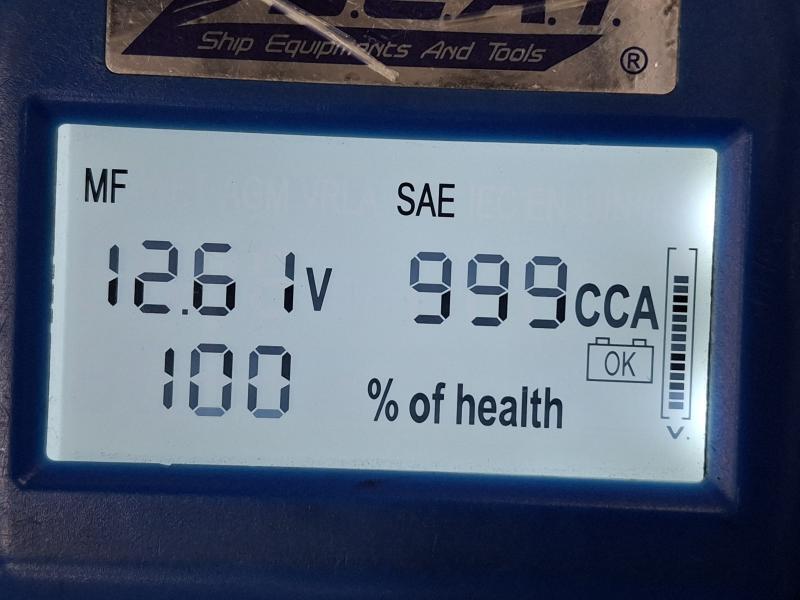 S.E.A.T.
Ship Equipments And Tools
®
MF
SAE
12.61V
999CCA
OK
100
% of health
V.